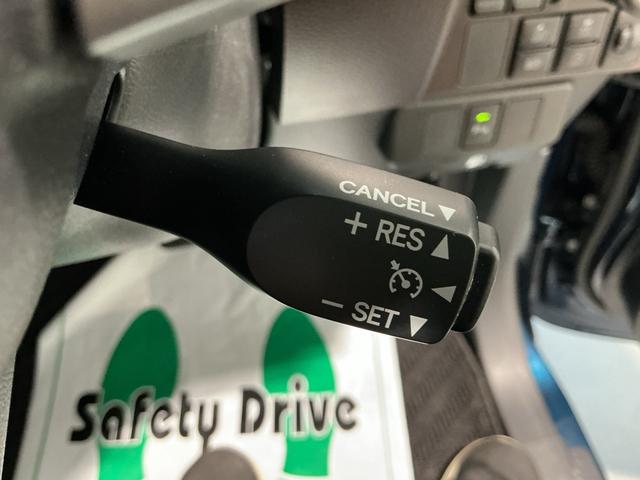 CANCEL ▼
+ RES ▲
◀
− SET ▼
Safety Drive